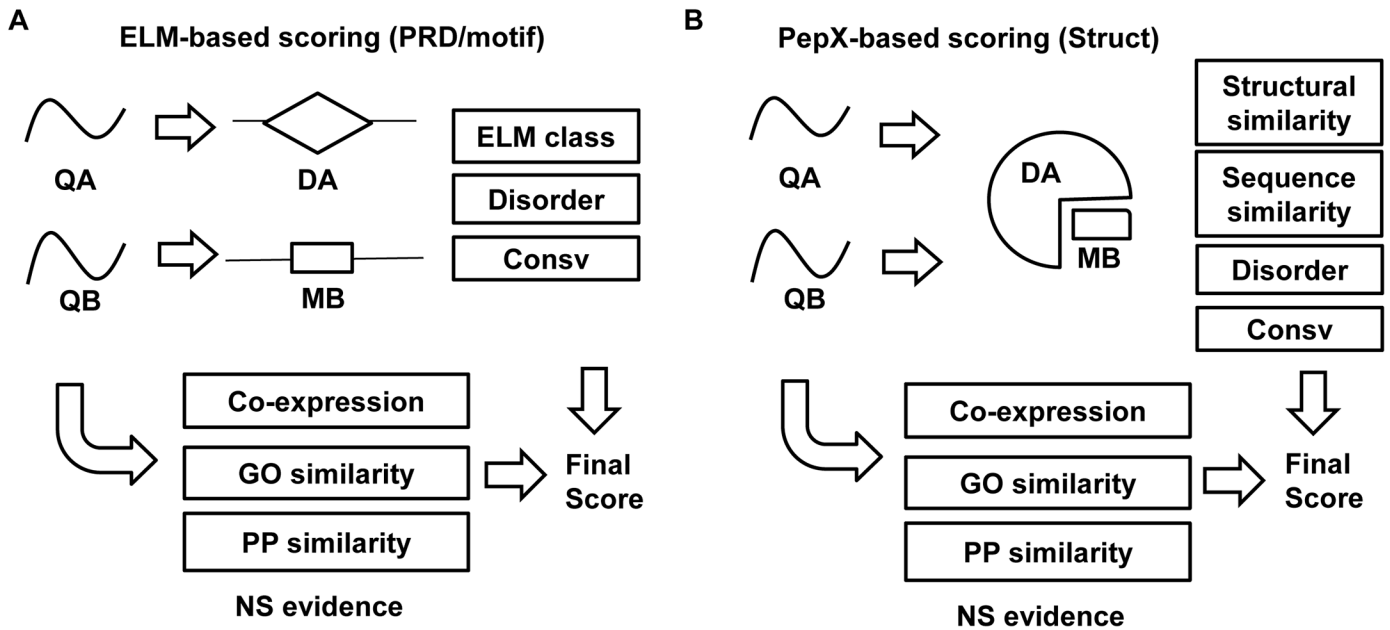 A
ELM-based scoring (PRD/motif)
QA
DA
ELM class
Disorder
Consv
QB
MB
Co-expression
GO similarity
PP similarity
NS evidence
Final
Score
B
PepX-based scoring (Struct)
QA
DA
QB
MB
Structural
similarity
Sequence
similarity
Disorder
Consv
Co-expression
GO similarity
PP similarity
NS evidence
Final
Score